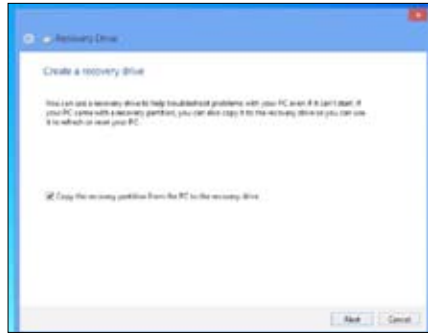 Recovery Drive
Create a recovery drive
You can use a recovery drive to help troubleshoot problems with your PC even if it can't start. If
your PC came with a recovery partition, you can also copy it to the recovery drive so you can use
it to refresh or reset your PC.
Copy the recovery partition from the PC to the recovery drive.
Next
Cancel